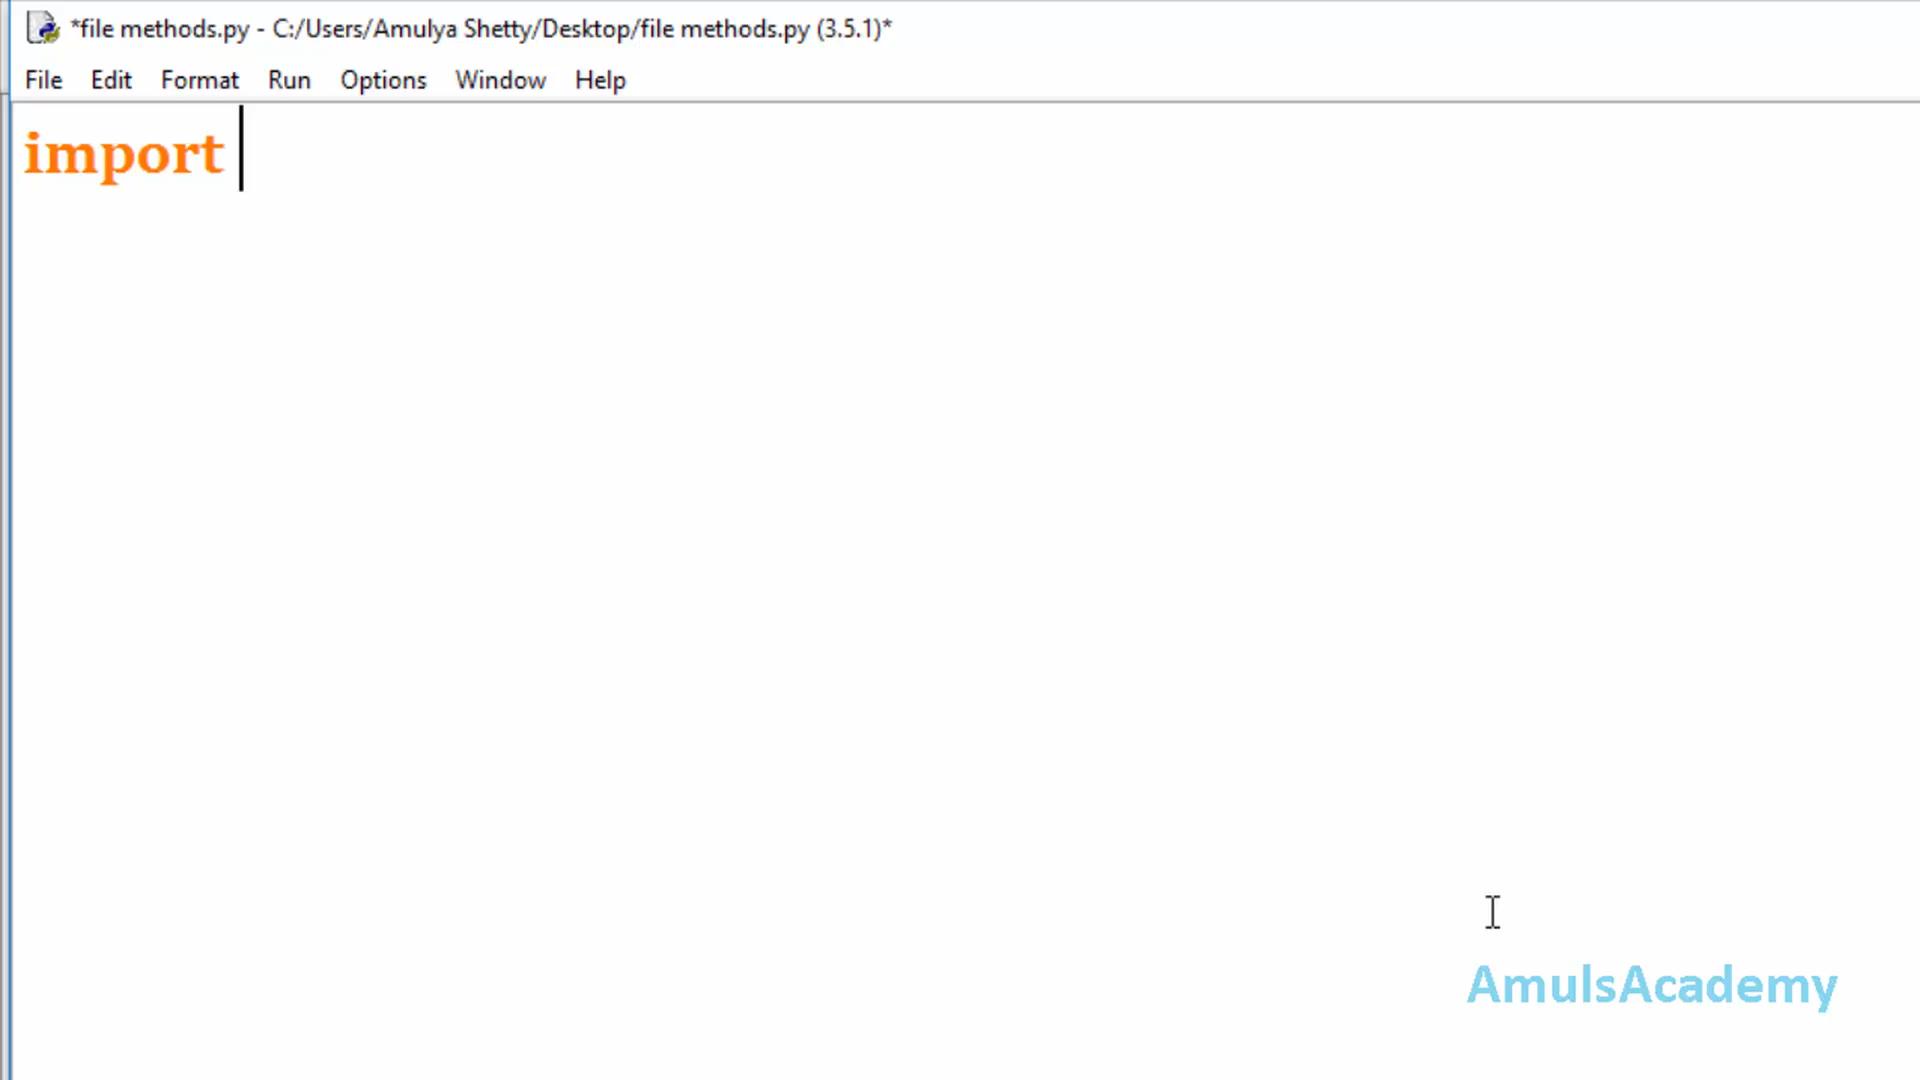 *file methods.py - C:/Users/Amulya Shetty/Desktop/file methods.py (3.5.1)*
File Edit Format Run Options Window Help
import
AmulsAcademy